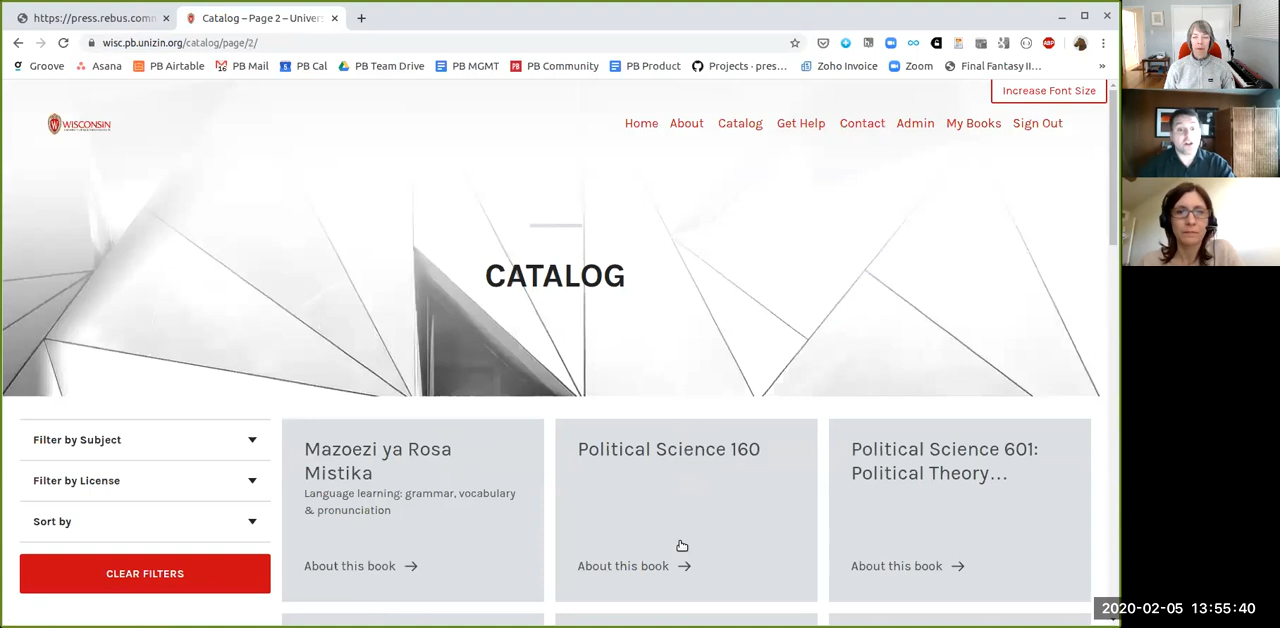 https://press.rebus.comm
Catalog – Page 2 – Univers
wisc.pb.unizin.org/catalog/page/2/
Groove Asana PB Airtable PB Mail PB Cal PB Team Drive PB MGMT PB Community PB Product Projects · pres... Zoho Invoice Zoom Final Fantasy II...
Increase Font Size
WISCONSIN
Home About Catalog Get Help Contact Admin My Books Sign Out
CATALOG
Filter by Subject
Filter by License
Sort by
CLEAR FILTERS
Mazoezi ya Rosa
Mistika
Language learning: grammar, vocabulary
& pronunciation
About this book
Political Science 160
About this book
Political Science 601:
Political Theory...
About this book
2020-02-05 13:55:40